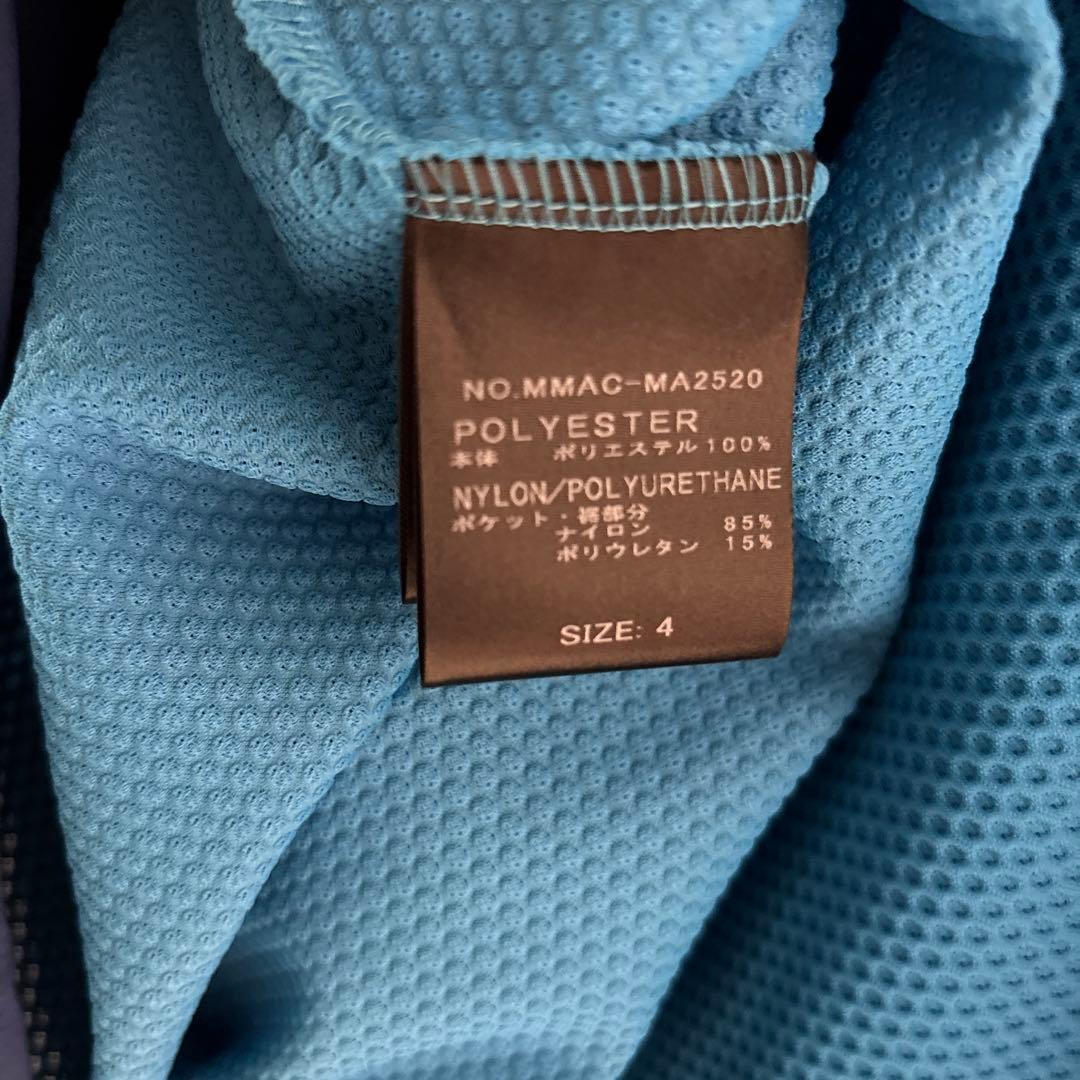 NO.MMAC-MA2520
POLYESTER
本体 ポリエステル100%
NYLON/POLYURETHANE
ポケット・裾部分
ナイロン 85%
ポリウレタン 15%
SIZE: 4